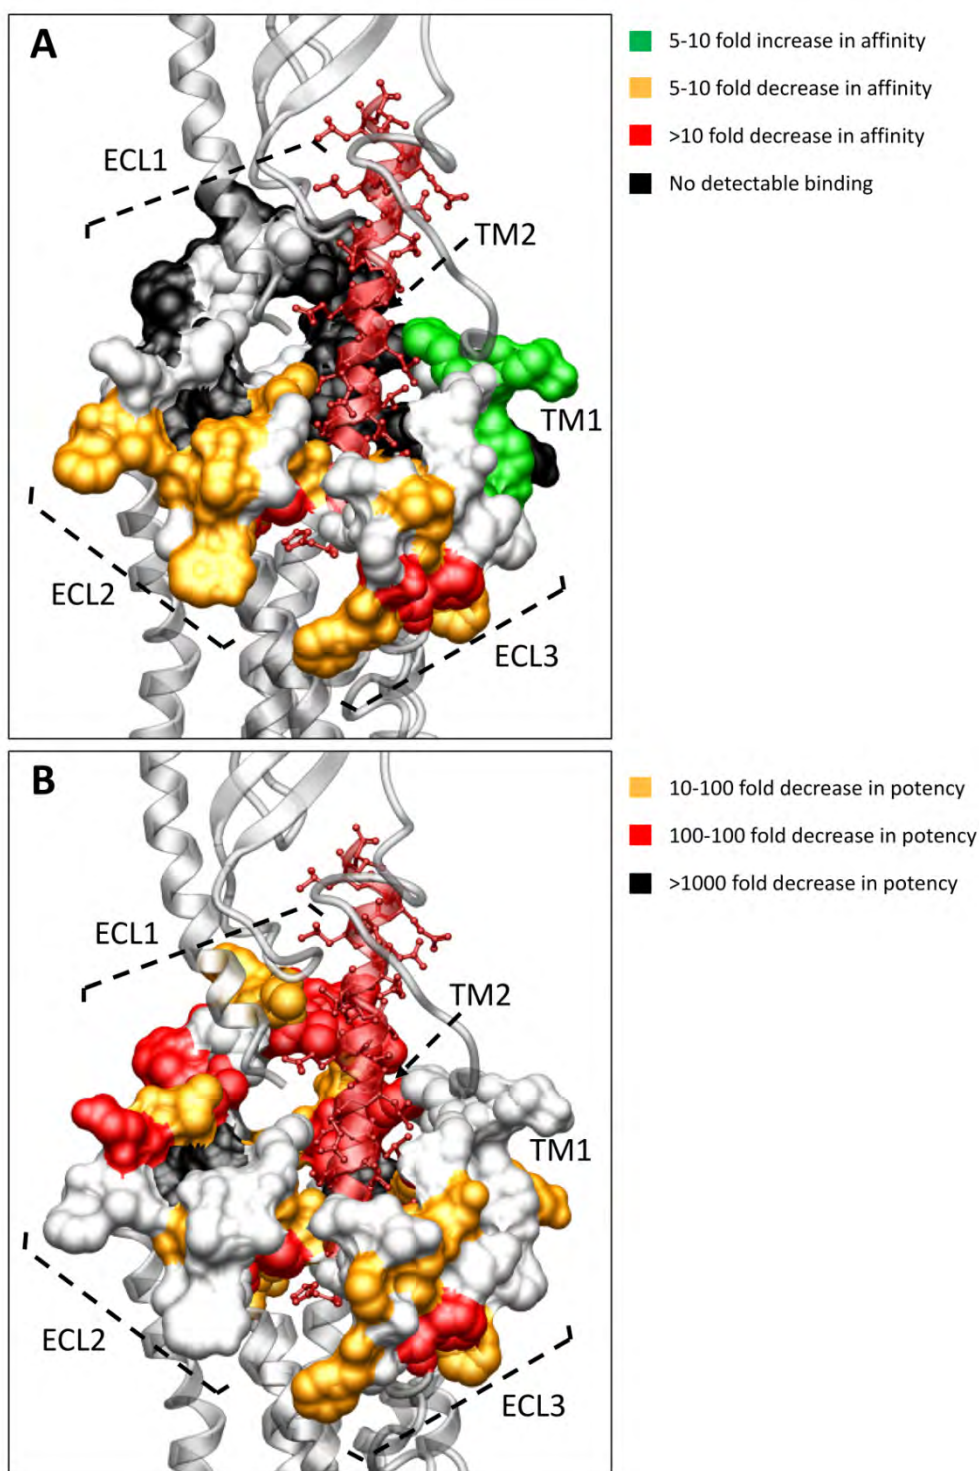 A
ECL1
TM2
TM1
ECL2
ECL3
5-10 fold increase in affinity
5-10 fold decrease in affinity
>10 fold decrease in affinity
No detectable binding
B
ECL1
TM2
TM1
ECL2
ECL3
10-100 fold decrease in potency
100-100 fold decrease in potency
>1000 fold decrease in potency